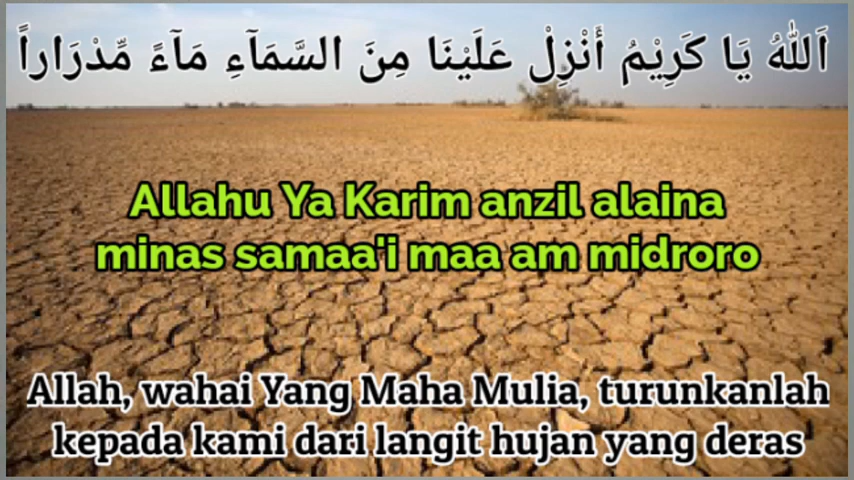 اَللّٰهُ يَا كَرِيْمُ أَنْزِلْ عَلَيْنَا مِنَ السَّمَآءِ مَآءً مِّدْرَاراً
Allahu Ya Karim anzil alaina
minas samaa'i maa am midroro
Allah, wahai Yang Maha Mulia, turunkanlah
kepada kami dari langit hujan yang deras